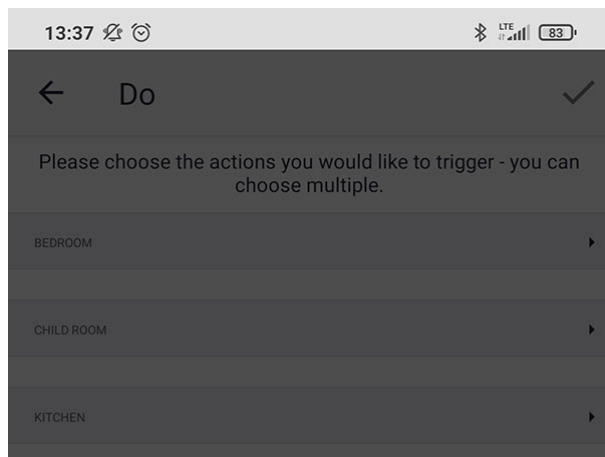 13:37 LTE 83
Do
Please choose the actions you would like to trigger - you can
choose multiple.
BEDROOM
CHILD ROOM
KITCHEN